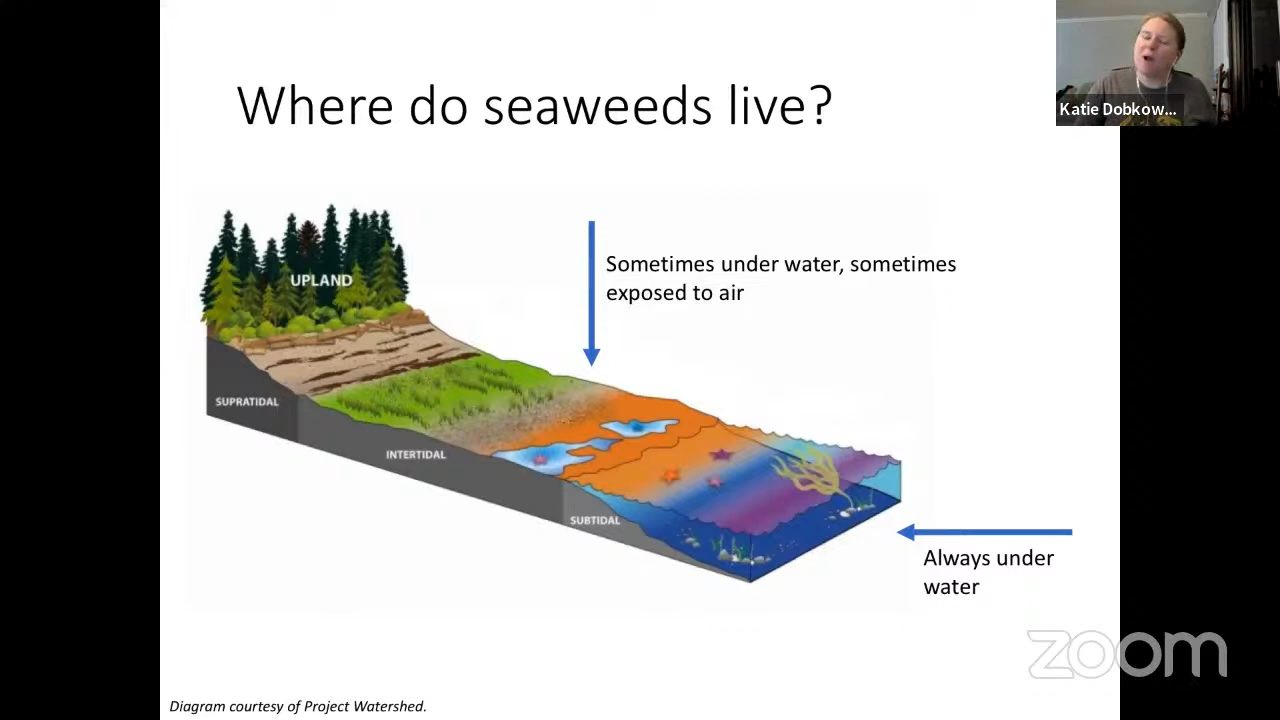 Where do seaweeds live?
Katie Dobkow...
UPLAND
Sometimes under water, sometimes
exposed to air
SUPRATIDAL
INTERTIDAL
SUBTIDAL
Always under
water
zoom
Diagram courtesy of Project Watershed.